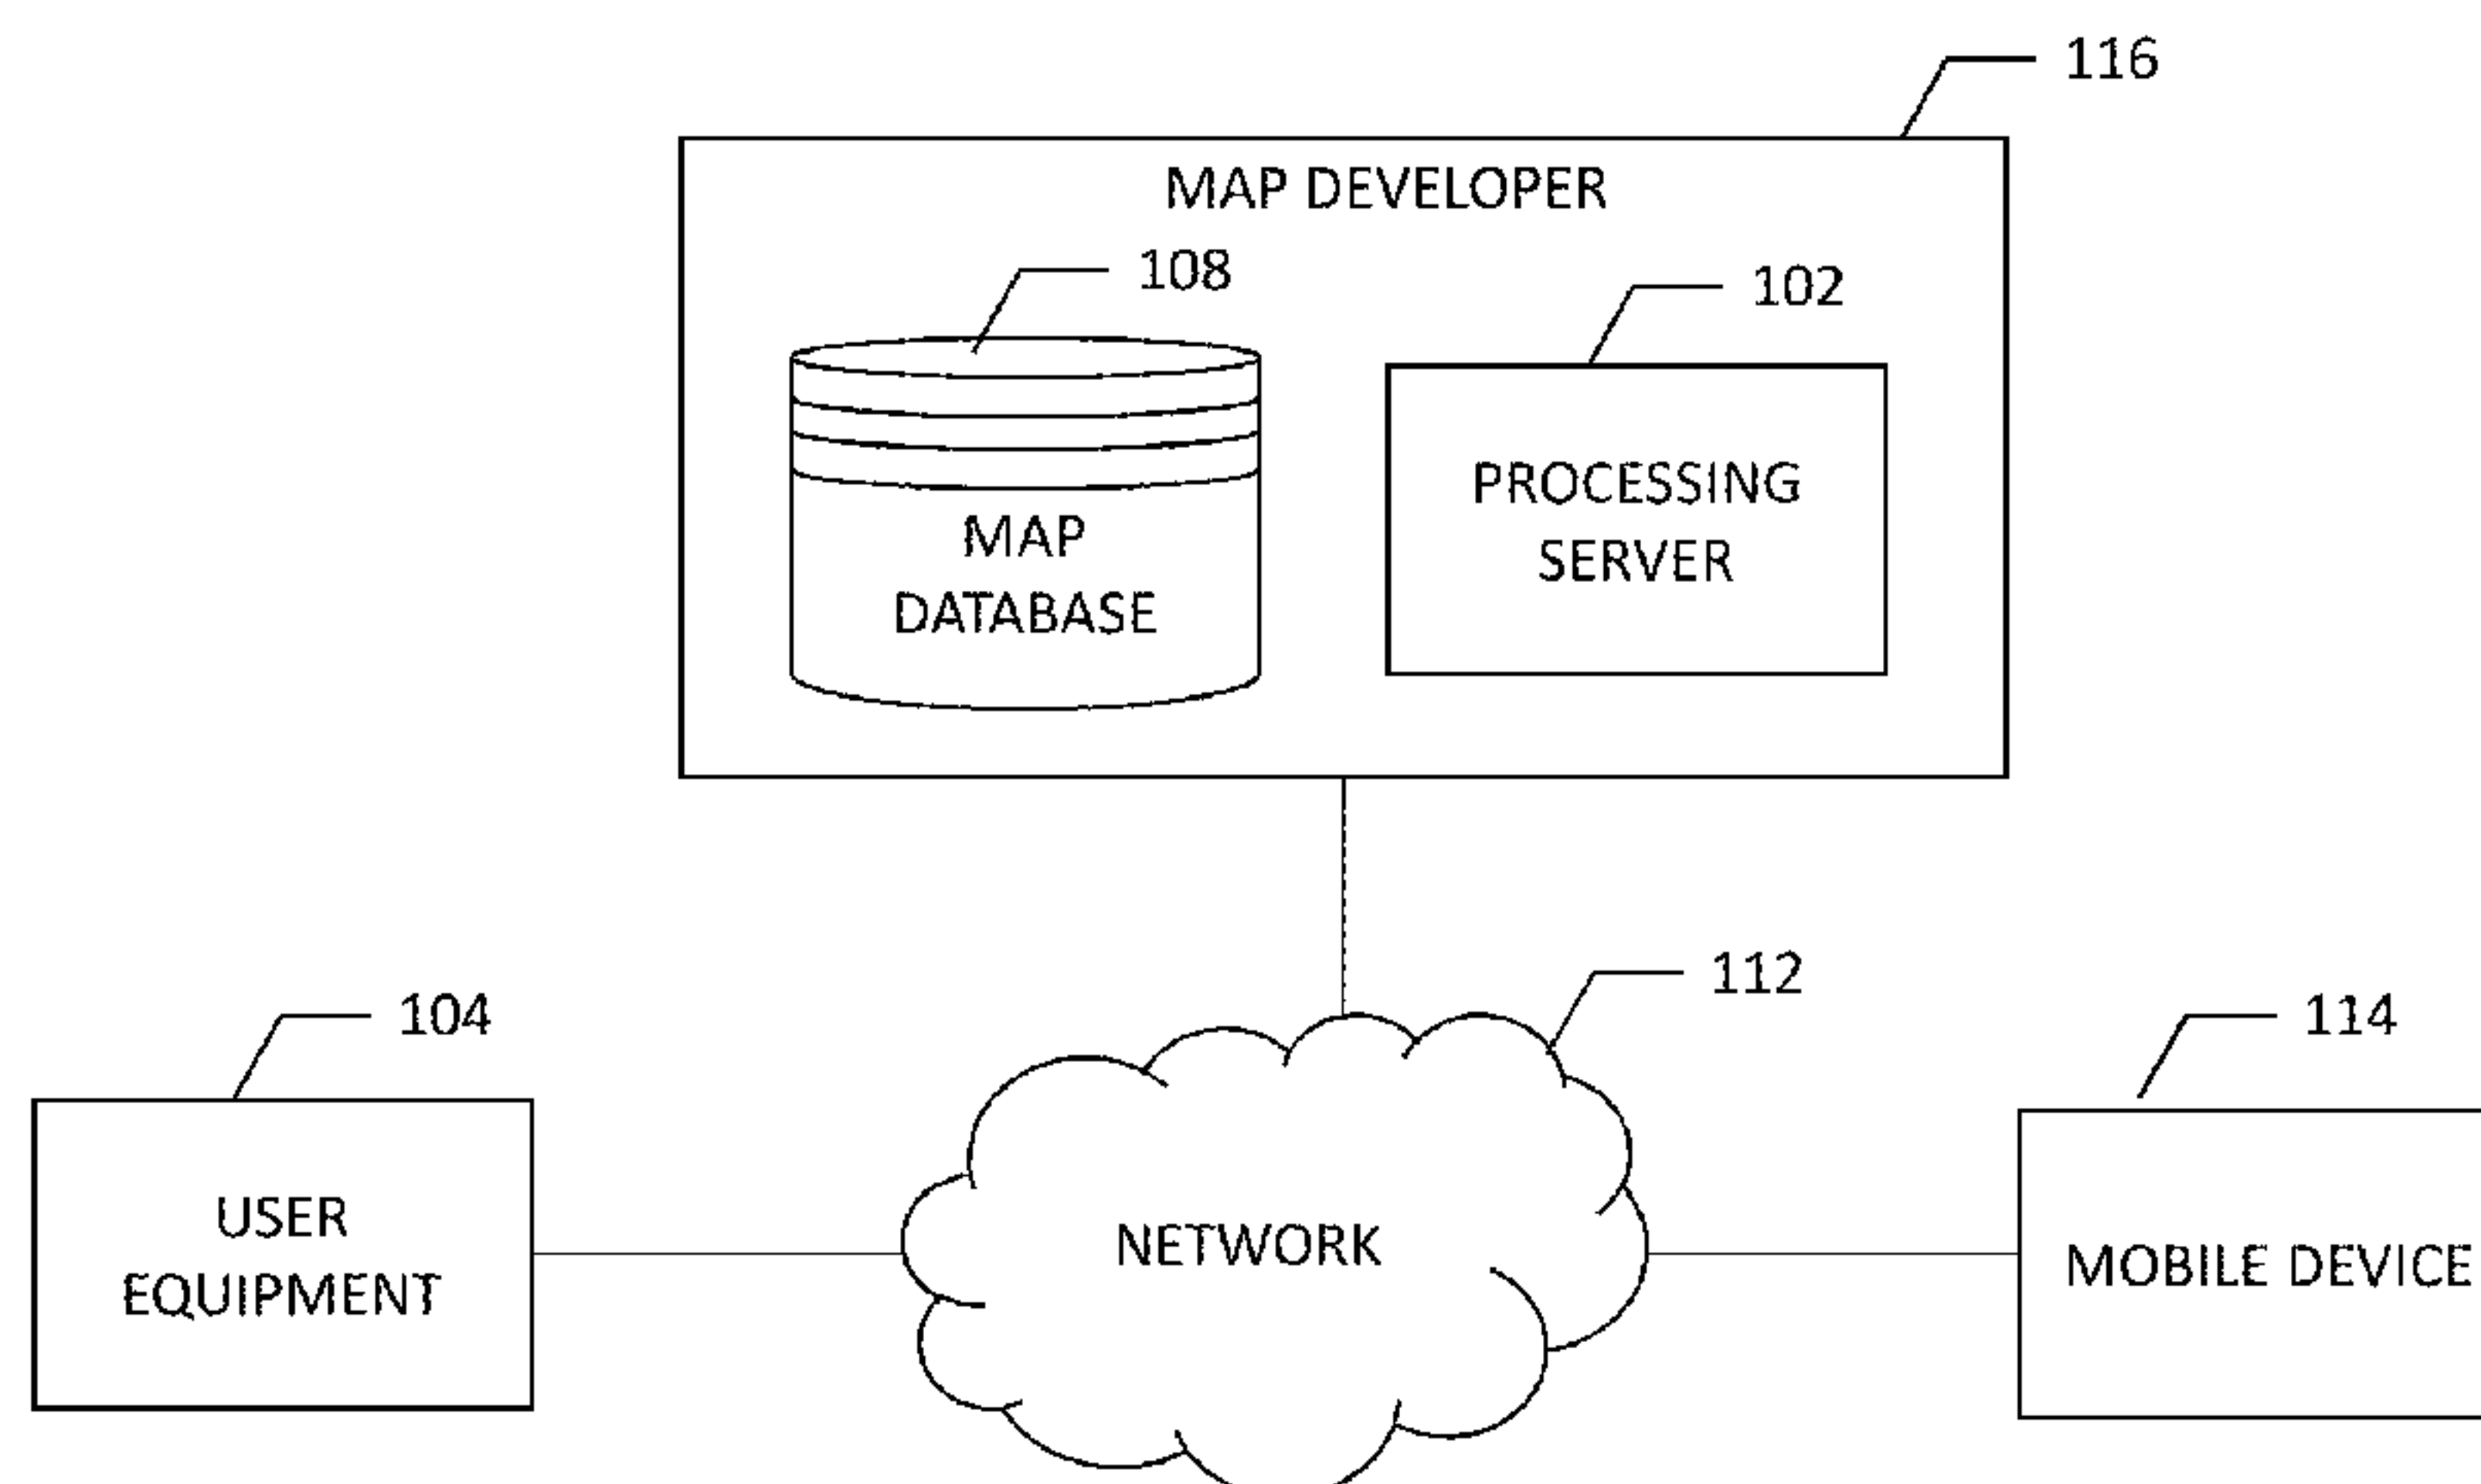 116
MAP DEVELOPER
108
102
MAP
DATABASE
PROCESSING
SERVER
112
104
114
USER
EQUIPMENT
NETWORK
MOBILE DEVICE